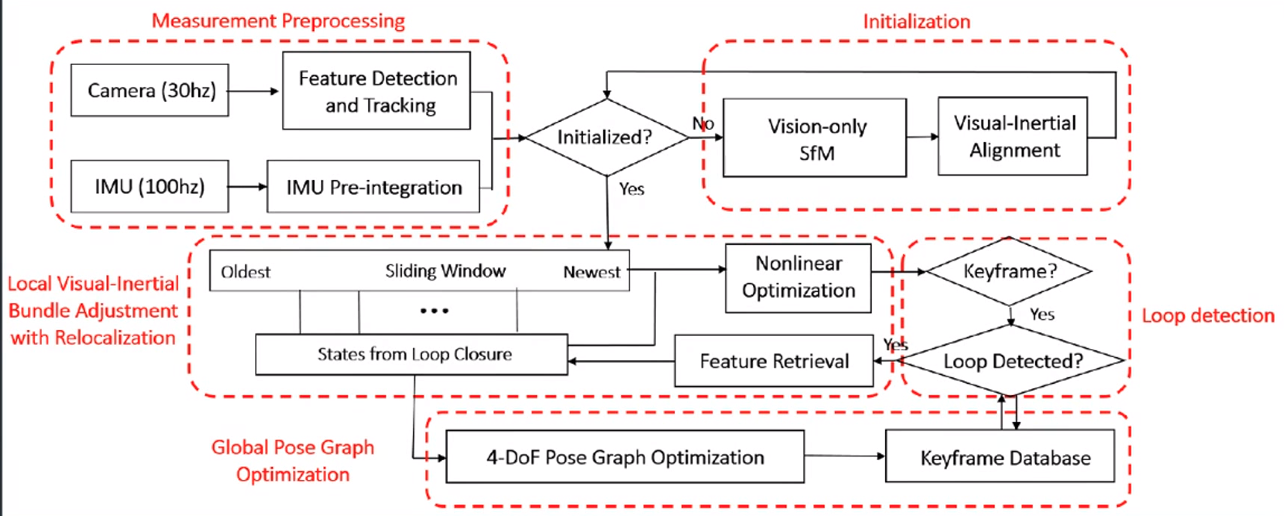 Measurement Preprocessing
Initialization
Camera (30hz)
Feature Detection
and Tracking
IMU (100hz)
IMU Pre-integration
Initialized?
No
Yes
Vision-only
SfM
Visual-Inertial
Alignment
Local Visual-Inertial
Bundle Adjustment
with Relocalization
Oldest
Sliding Window
Newest
...
States from Loop Closure
Nonlinear
Optimization
Feature Retrieval
Keyframe?
Yes
Loop Detected?
Yes
Loop detection
Global Pose Graph
Optimization
4-DoF Pose Graph Optimization
Keyframe Database